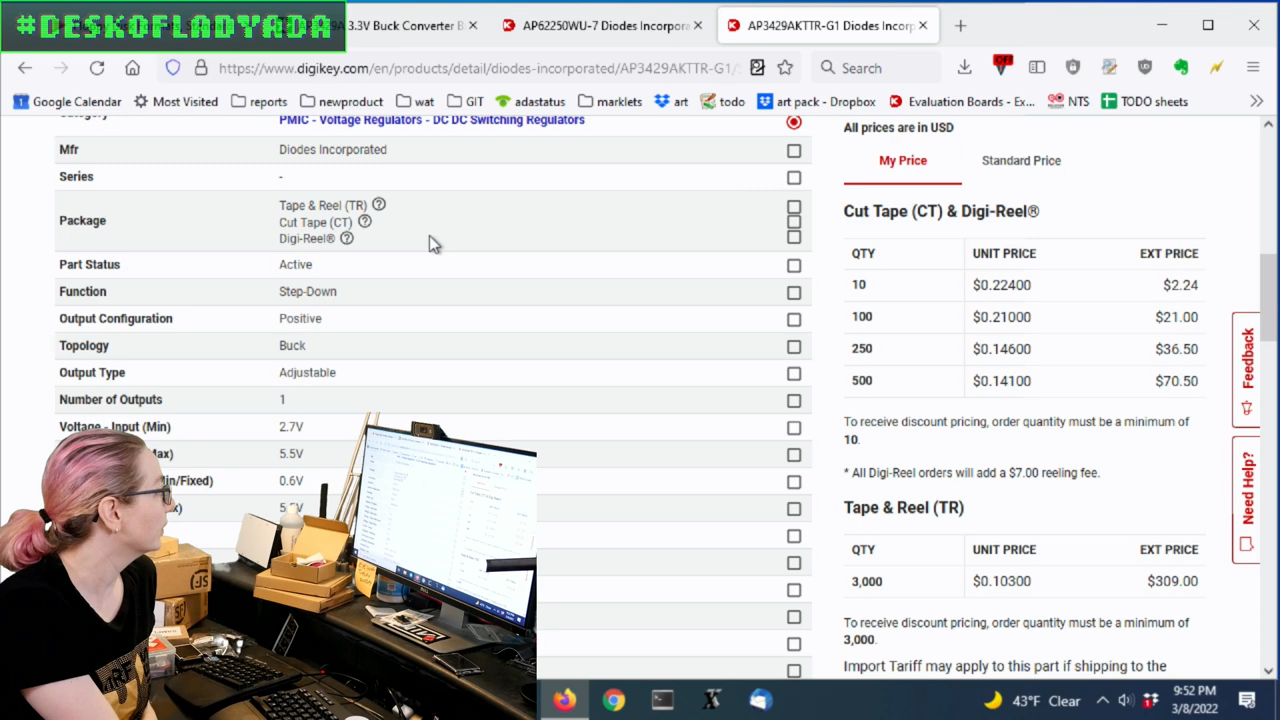 #DESKOFLADYADA
3.3V Buck Converter B
AP62250WU-7 Diodes Incorpora
AP3429AKTTR-G1 Diodes Incorp
https://www.digikey.com/en/products/detail/diodes-incorporated/AP3429AKTTR-G1/
Search
Off
Google Calendar
Most Visited
reports
newproduct
wat
GIT
adastatus
marklets
art
todo
art pack - Dropbox
Evaluation Boards - Ex...
NTS
TODO sheets
Category PMIC - Voltage Regulators - DC DC Switching Regulators
Mfr Diodes Incorporated
Series -
Package Tape & Reel (TR)
Cut Tape (CT)
Digi-Reel®
Part Status Active
Function Step-Down
Output Configuration Positive
Topology Buck
Output Type Adjustable
Number of Outputs 1
Voltage - Input (Min) 2.7V
5.5V
in/Fixed) 0.6V
All prices are in USD
My Price Standard Price
Cut Tape (CT) & Digi-Reel®
QTY UNIT PRICE EXT PRICE
10 $0.22400 $2.24
100 $0.21000 $21.00
250 $0.14600 $36.50
500 $0.14100 $70.50
To receive discount pricing, order quantity must be a minimum of
10.
* All Digi-Reel orders will add a $7.00 reeling fee.
Tape & Reel (TR)
QTY UNIT PRICE EXT PRICE
3,000 $0.10300 $309.00
To receive discount pricing, order quantity must be a minimum of
3,000.
Import Tariff may apply to this part if shipping to the
Feedback
Need Help?
43°F Clear
9:52 PM
3/8/2022